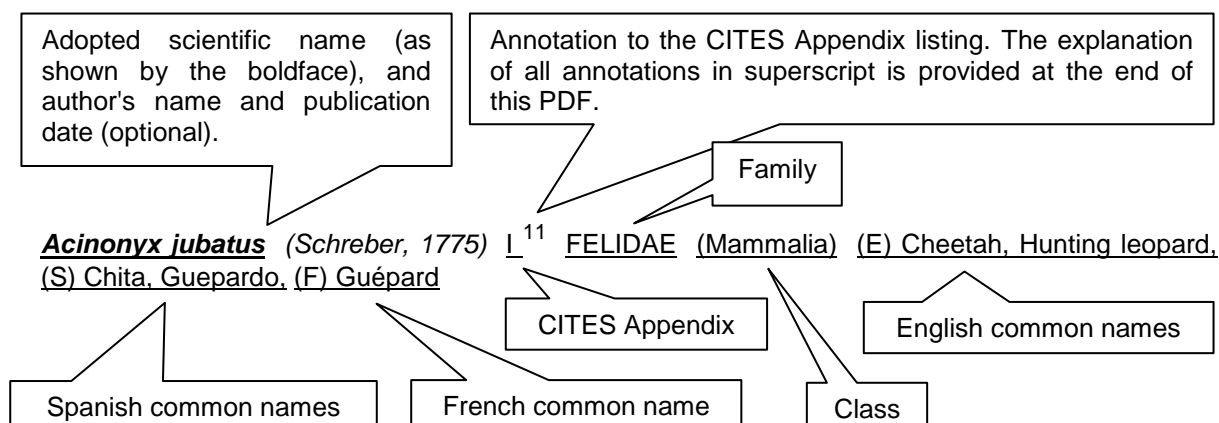 Adopted scientific name (as
shown by the boldface), and
author's name and publication
date (optional).
Annotation to the CITES Appendix listing. The explanation
of all annotations in superscript is provided at the end of
this PDF.
Family
Acinonyx jubatus (Schreber, 1775) I 11 FELIDAE (Mammalia) (E) Cheetah, Hunting leopard,
(S) Chita, Guepardo, (F) Guépard
CITES Appendix
English common names
Spanish common names
French common name
Class